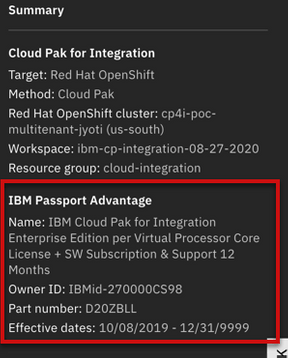 Summary
Cloud Pak for Integration
Target: Red Hat OpenShift
Method: Cloud Pak
Red Hat OpenShift cluster: cp4i-poc-
multitenant-jyoti (us-south)
Workspace: ibm-cp-integration-08-27-2020
Resource group: cloud-integration
IBM Passport Advantage
Name: IBM Cloud Pak for Integration
Enterprise Edition per Virtual Processor Core
License + SW Subscription & Support 12
Months
Owner ID: IBMid-270000CS98
Part number: D20ZBLL
Effective dates: 10/08/2019 - 12/31/9999